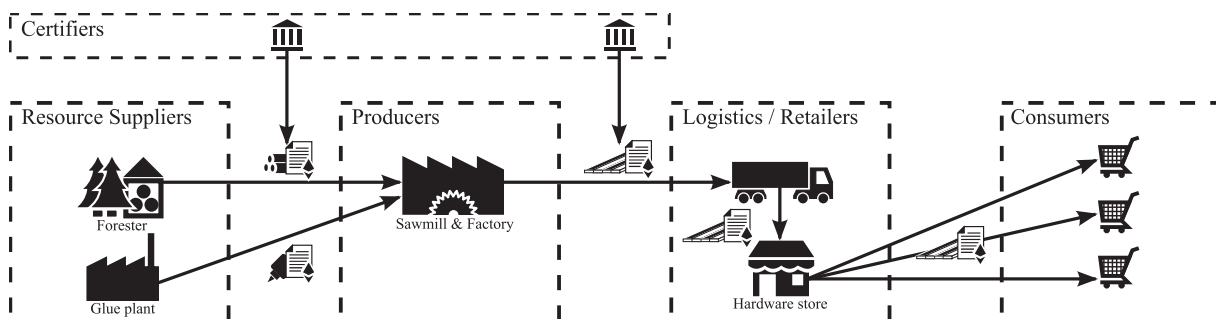 Certifiers
Resource Suppliers
Producers
Logistics / Retailers
Consumers
Forester
Sawmill & Factory
Glue plant
Hardware store